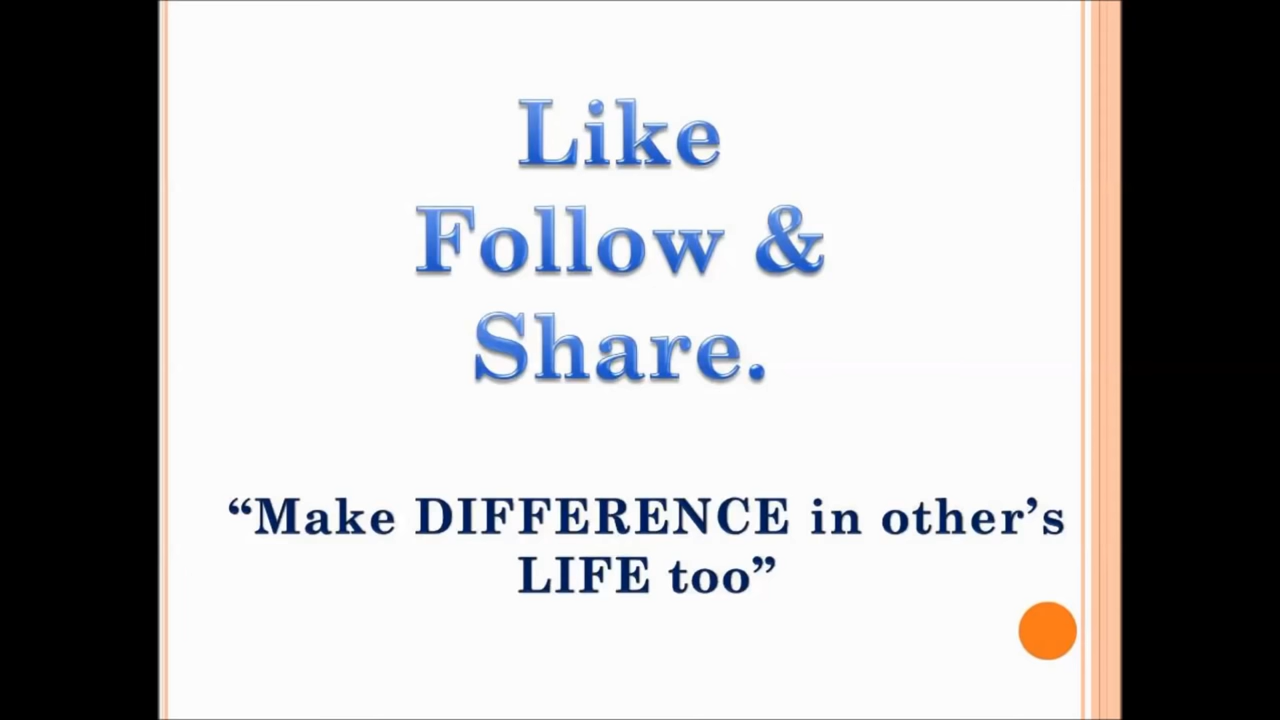 Like
Follow &
Share.
“Make DIFFERENCE in other’s
LIFE too”